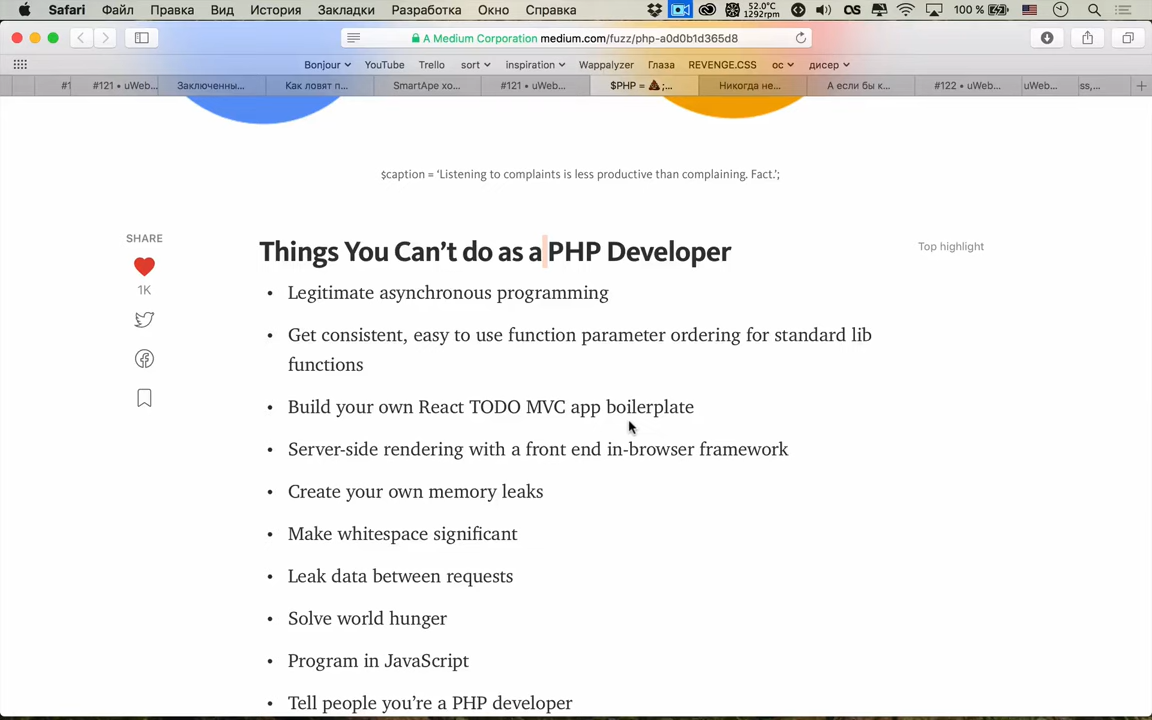 Safari Файл Правка Вид История Закладки Разработка Окно Справка 52.0°C 1292rpm 100 %
A Medium Corporation medium.com/fuzz/php-a0d0b1d365d8
Bonjour YouTube Trello sort inspiration Wappalyzer Глаза REVENGE.CSS ос дисер
#1 #121 • uWeb... Заключенны... Как ловят п... SmartApe хо... #121 • uWeb... $PHP = 💩;... Никогда не... А если бы к... #122 • uWeb... uWeb... ss,...
$caption = ‘Listening to complaints is less productive than complaining. Fact.’;
SHARE
1K
Things You Can’t do as a PHP Developer
Top highlight
• Legitimate asynchronous programming
• Get consistent, easy to use function parameter ordering for standard lib
functions
• Build your own React TODO MVC app boilerplate
• Server-side rendering with a front end in-browser framework
• Create your own memory leaks
• Make whitespace significant
• Leak data between requests
• Solve world hunger
• Program in JavaScript
• Tell people you’re a PHP developer